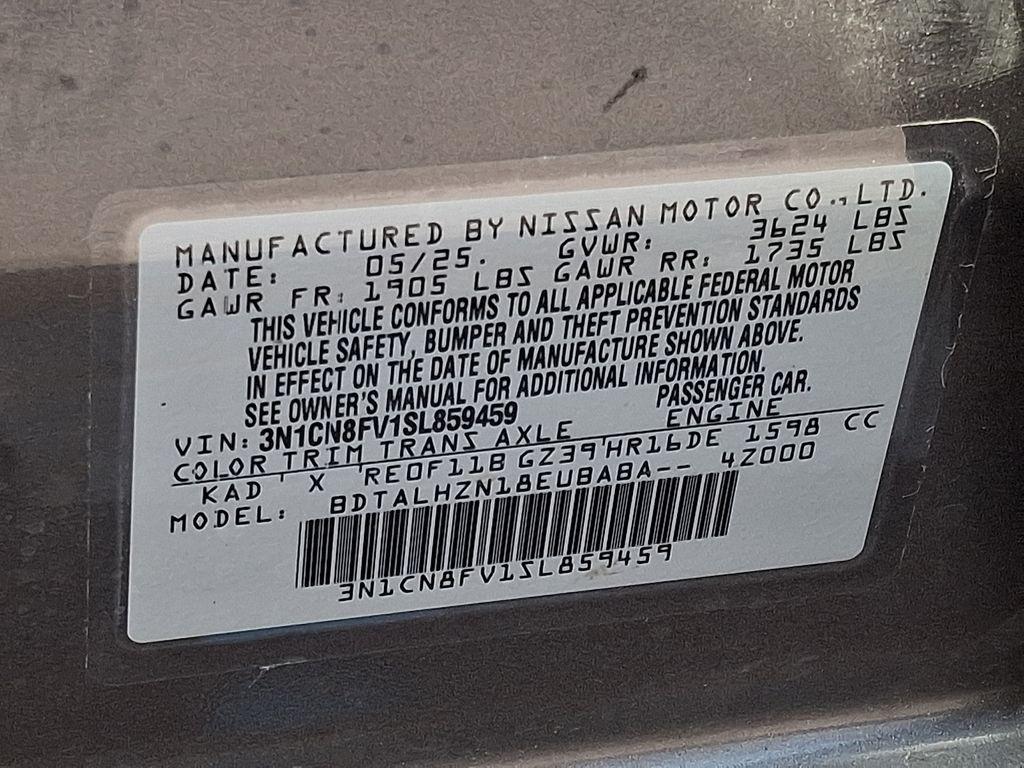 MANUFACTURED BY NISSAN MOTOR CO., LTD.
DATE: 05/25. GVWR: 3624 LBS
GAWR FR: 1905 LBS GAWR RR: 1735 LBS
THIS VEHICLE CONFORMS TO ALL APPLICABLE FEDERAL MOTOR
VEHICLE SAFETY, BUMPER AND THEFT PREVENTION STANDARDS
IN EFFECT ON THE DATE OF MANUFACTURE SHOWN ABOVE.
SEE OWNER'S MANUAL FOR ADDITIONAL INFORMATION.
VIN: 3N1CN8FV1SL859459 PASSENGER CAR.
COLOR TRIM TRANS AXLE ENGINE
KAD X RE0F11B GZ39 HR16DE 1598 CC
MODEL: BDTALHZN18EUBABA-- 4Z000
3N1CN8FV1SL859459